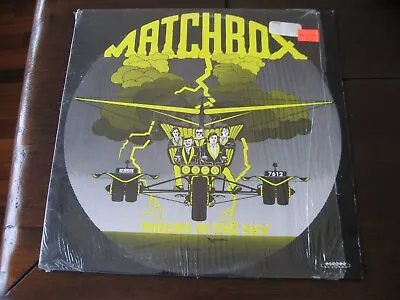 MATCHBOX
7612
RIDERS IN THE SKY